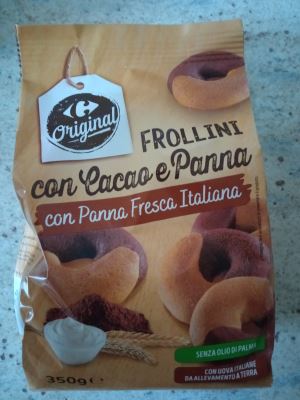 Original
FROLLINI
con Cacao e Panna
con Panna Fresca Italiana
SENZA OLIO DI PALMA
CON UOVA ITALIANE
DA ALLEVAMENTO A TERRA
350g e